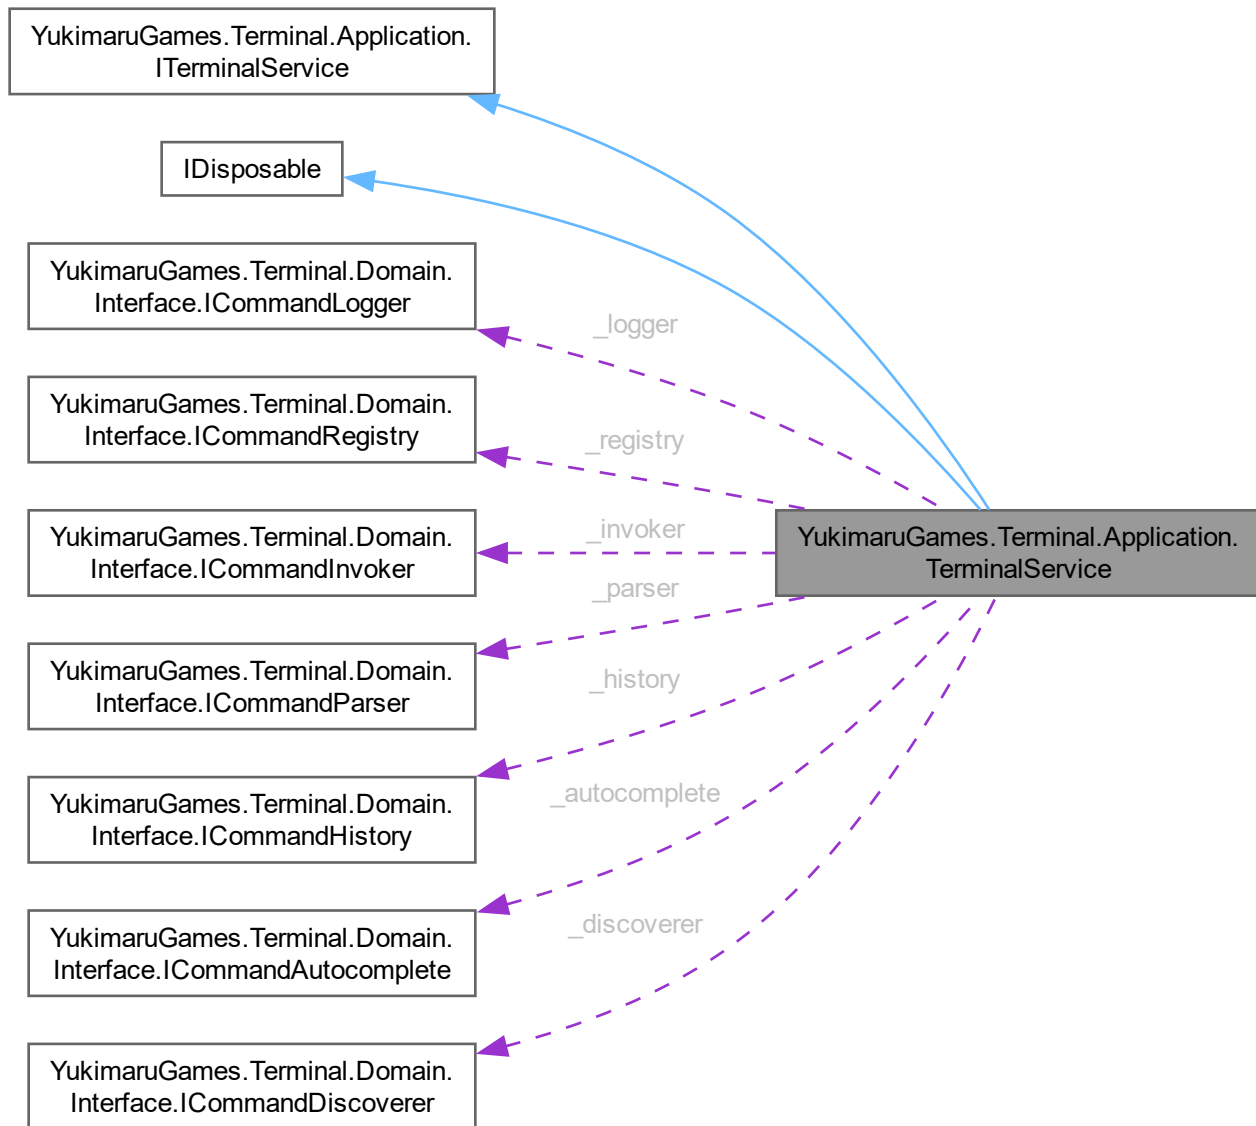 YukimaruGames.Terminal.Application.
ITerminalService
IDisposable
YukimaruGames.Terminal.Domain.
Interface.ICommandLogger
_logger
YukimaruGames.Terminal.Domain.
Interface.ICommandRegistry
_registry
YukimaruGames.Terminal.Domain.
Interface.ICommandInvoker
_invoker
YukimaruGames.Terminal.Application.
TerminalService
_parser
YukimaruGames.Terminal.Domain.
Interface.ICommandParser
_history
YukimaruGames.Terminal.Domain.
Interface.ICommandHistory
_autocomplete
YukimaruGames.Terminal.Domain.
Interface.ICommandAutocomplete
_discoverer
YukimaruGames.Terminal.Domain.
Interface.ICommandDiscoverer